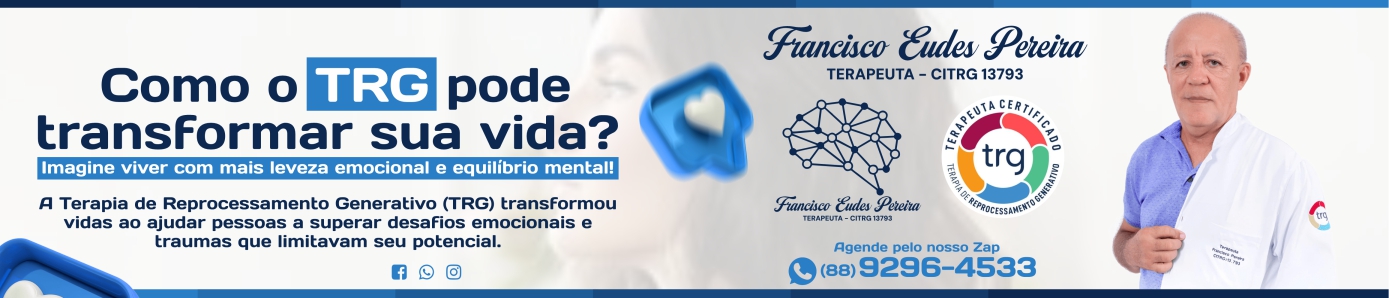 Como o TRG pode
transformar sua vida?
Imagine viver com mais leveza emocional e equilíbrio mental!
A Terapia de Reprocessamento Generativo (TRG) transformou
vidas ao ajudar pessoas a superar desafios emocionais e
traumas que limitavam seu potencial.
Francisco Eudes Pereira
TERAPEUTA - CITRG 13793
Francisco Eudes Pereira
TERAPEUTA - CITRG 13793
TERAPEUTA CERTIFICADO
trg
TERAPIA DE REPROCESSAMENTO GENERATIVO
Agende pelo nosso Zap
(88) 9296-4533
trg
Terapeuta
Francisco Pereira